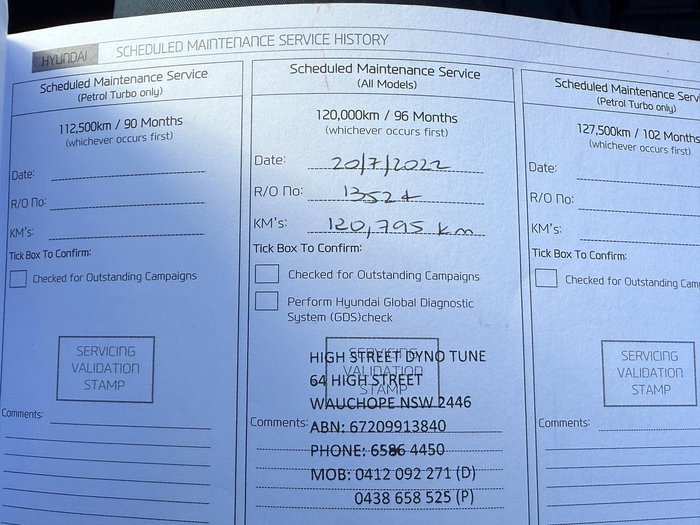 HYUNDAI
SCHEDULED MAINTENANCE SERVICE HISTORY
Scheduled Maintenance Service
(Petrol Turbo only)
112,500km / 90 Months
(whichever occurs first)
Date:
R/O No:
KM's:
Tick Box To Confirm:
Checked for Outstanding Campaigns
SERVICING
VALIDATION
STAMP
Comments:
Scheduled Maintenance Service
(All Models)
120,000km / 96 Months
(whichever occurs first)
Date: 20/7/2022
R/O No:
KM's: 120,795 km
Tick Box To Confirm:
Checked for Outstanding Campaigns
Perform Hyundai Global Diagnostic
System (GDS)check
SERVICING
VALIDATION
STAMP
HIGH STREET DYNO TUNE
64 HIGH STREET
WAUCHOPE NSW 2446
Comments: ABN: 67209913840
PHONE: 6586 4450
MOB: 0412 092 271 (D)
0438 658 525 (P)
Scheduled Maintenance Serv
(Petrol Turbo only)
127,500km / 102 Months
(whichever occurs first)
Date:
R/O No:
KM's:
Tick Box To Confirm:
Checked for Outstanding Cam
SERVICING
VALIDATION
STAMP
Comments: